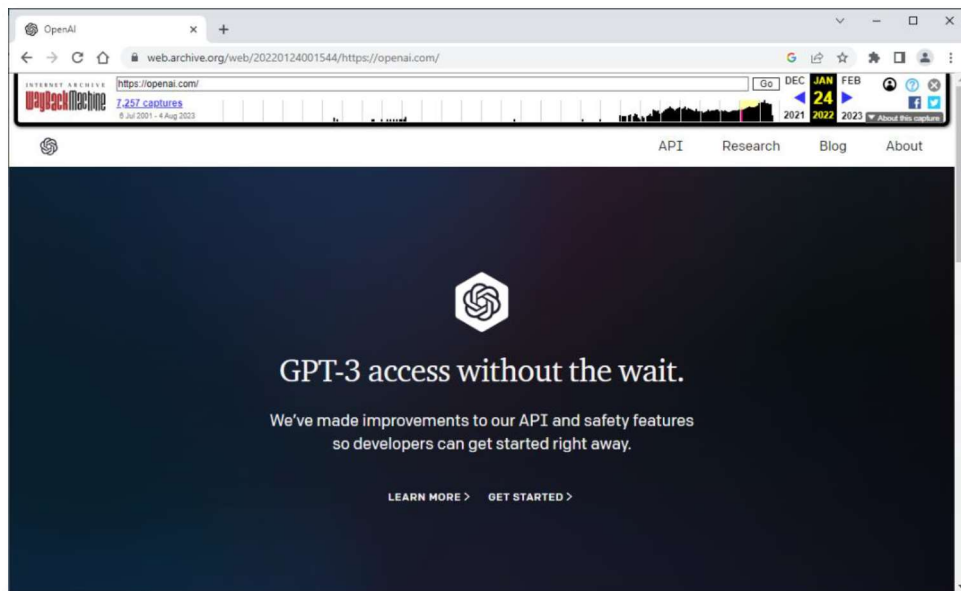 OpenAI
web.archive.org/web/20220124001544/https://openai.com/
INTERNET ARCHIVE
WayBackMachine
https://openai.com/
Go
DEC JAN FEB
7,257 captures
24
6 Jul 2001 - 4 Aug 2023
2021 2022 2023
About this capture
API Research Blog About
GPT-3 access without the wait.
We've made improvements to our API and safety features
so developers can get started right away.
LEARN MORE > GET STARTED >